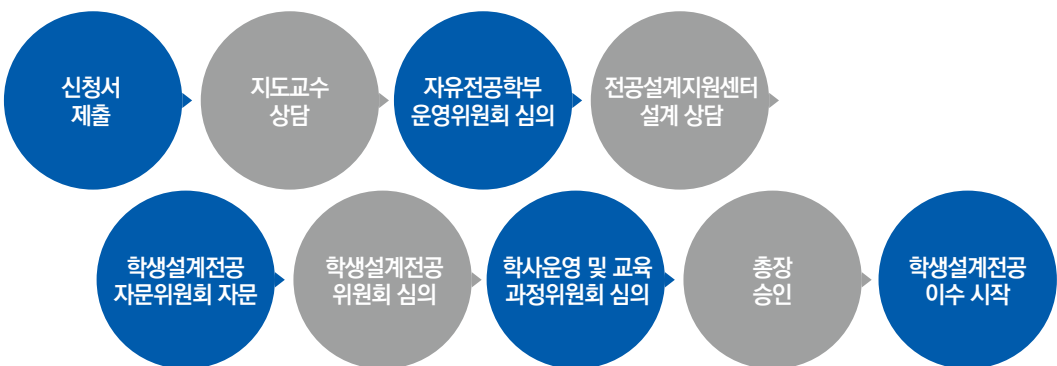 신청서
제출
지도교수
상담
자유전공학부
운영위원회 심의
전공설계지원센터
설계 상담
학생설계전공
자문위원회 자문
학생설계전공
위원회 심의
학사운영 및 교육
과정위원회 심의
총장
승인
학생설계전공
이수 시작